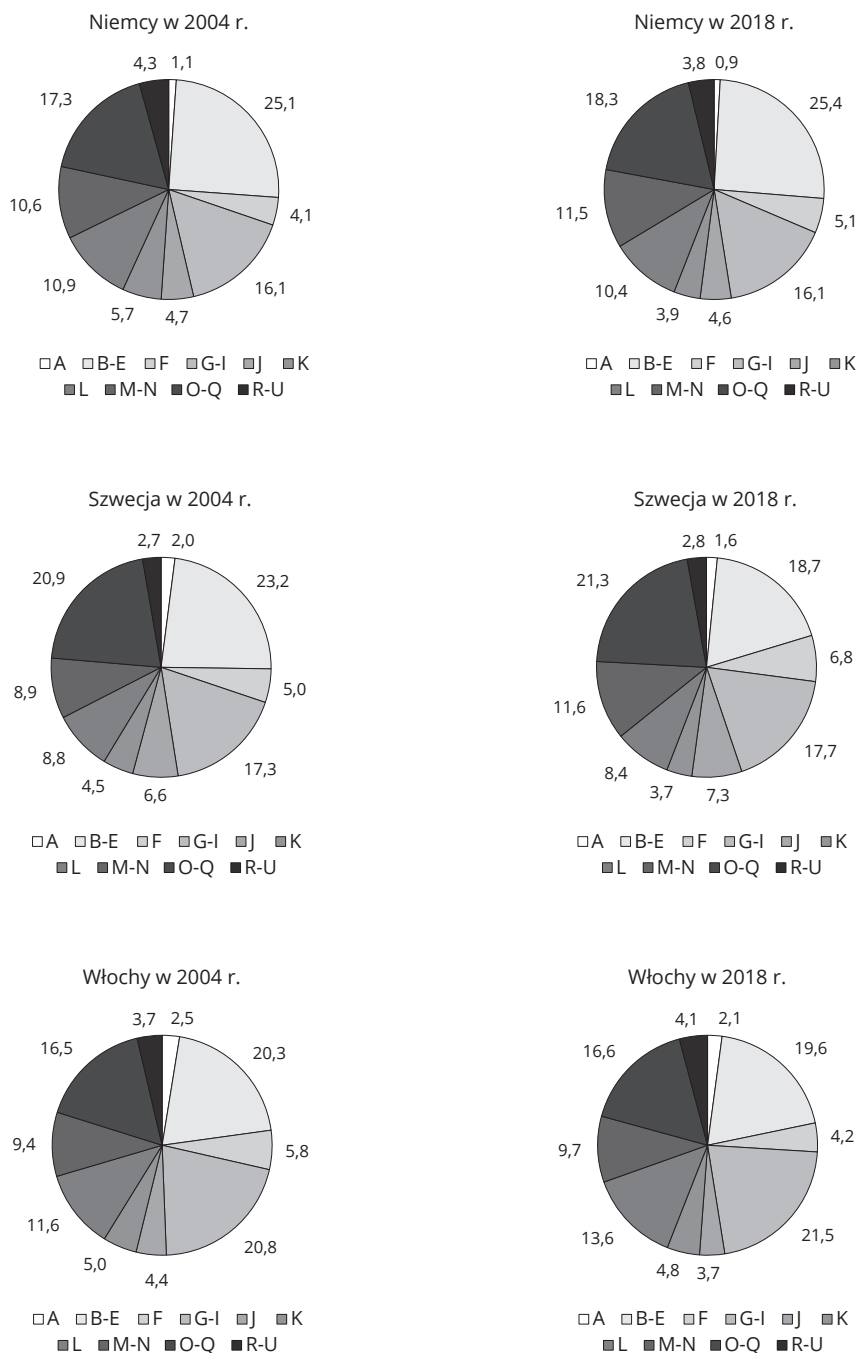 Niemcy w 2004 r.
4,3 1,1
17,3 25,1
10,6 4,1
10,9 16,1
5,7 4,7
A B-E F G-I J K
L M-N O-Q R-U
Niemcy w 2018 r.
3,8 0,9
18,3 25,4
11,5 5,1
10,4 16,1
3,9 4,6
A B-E F G-I J K
L M-N O-Q R-U
Szwecja w 2004 r.
2,7 2,0
20,9 23,2
8,9 5,0
8,8 17,3
4,5 6,6
A B-E F G-I J K
L M-N O-Q R-U
Szwecja w 2018 r.
2,8 1,6
21,3 18,7
11,6 6,8
8,4 17,7
3,7 7,3
A B-E F G-I J K
L M-N O-Q R-U
Włochy w 2004 r.
3,7 2,5
16,5 20,3
9,4 5,8
11,6 20,8
5,0 4,4
A B-E F G-I J K
L M-N O-Q R-U
Włochy w 2018 r.
4,1 2,1
16,6 19,6
9,7 4,2
13,6 21,5
4,8 3,7
A B-E F G-I J K
L M-N O-Q R-U